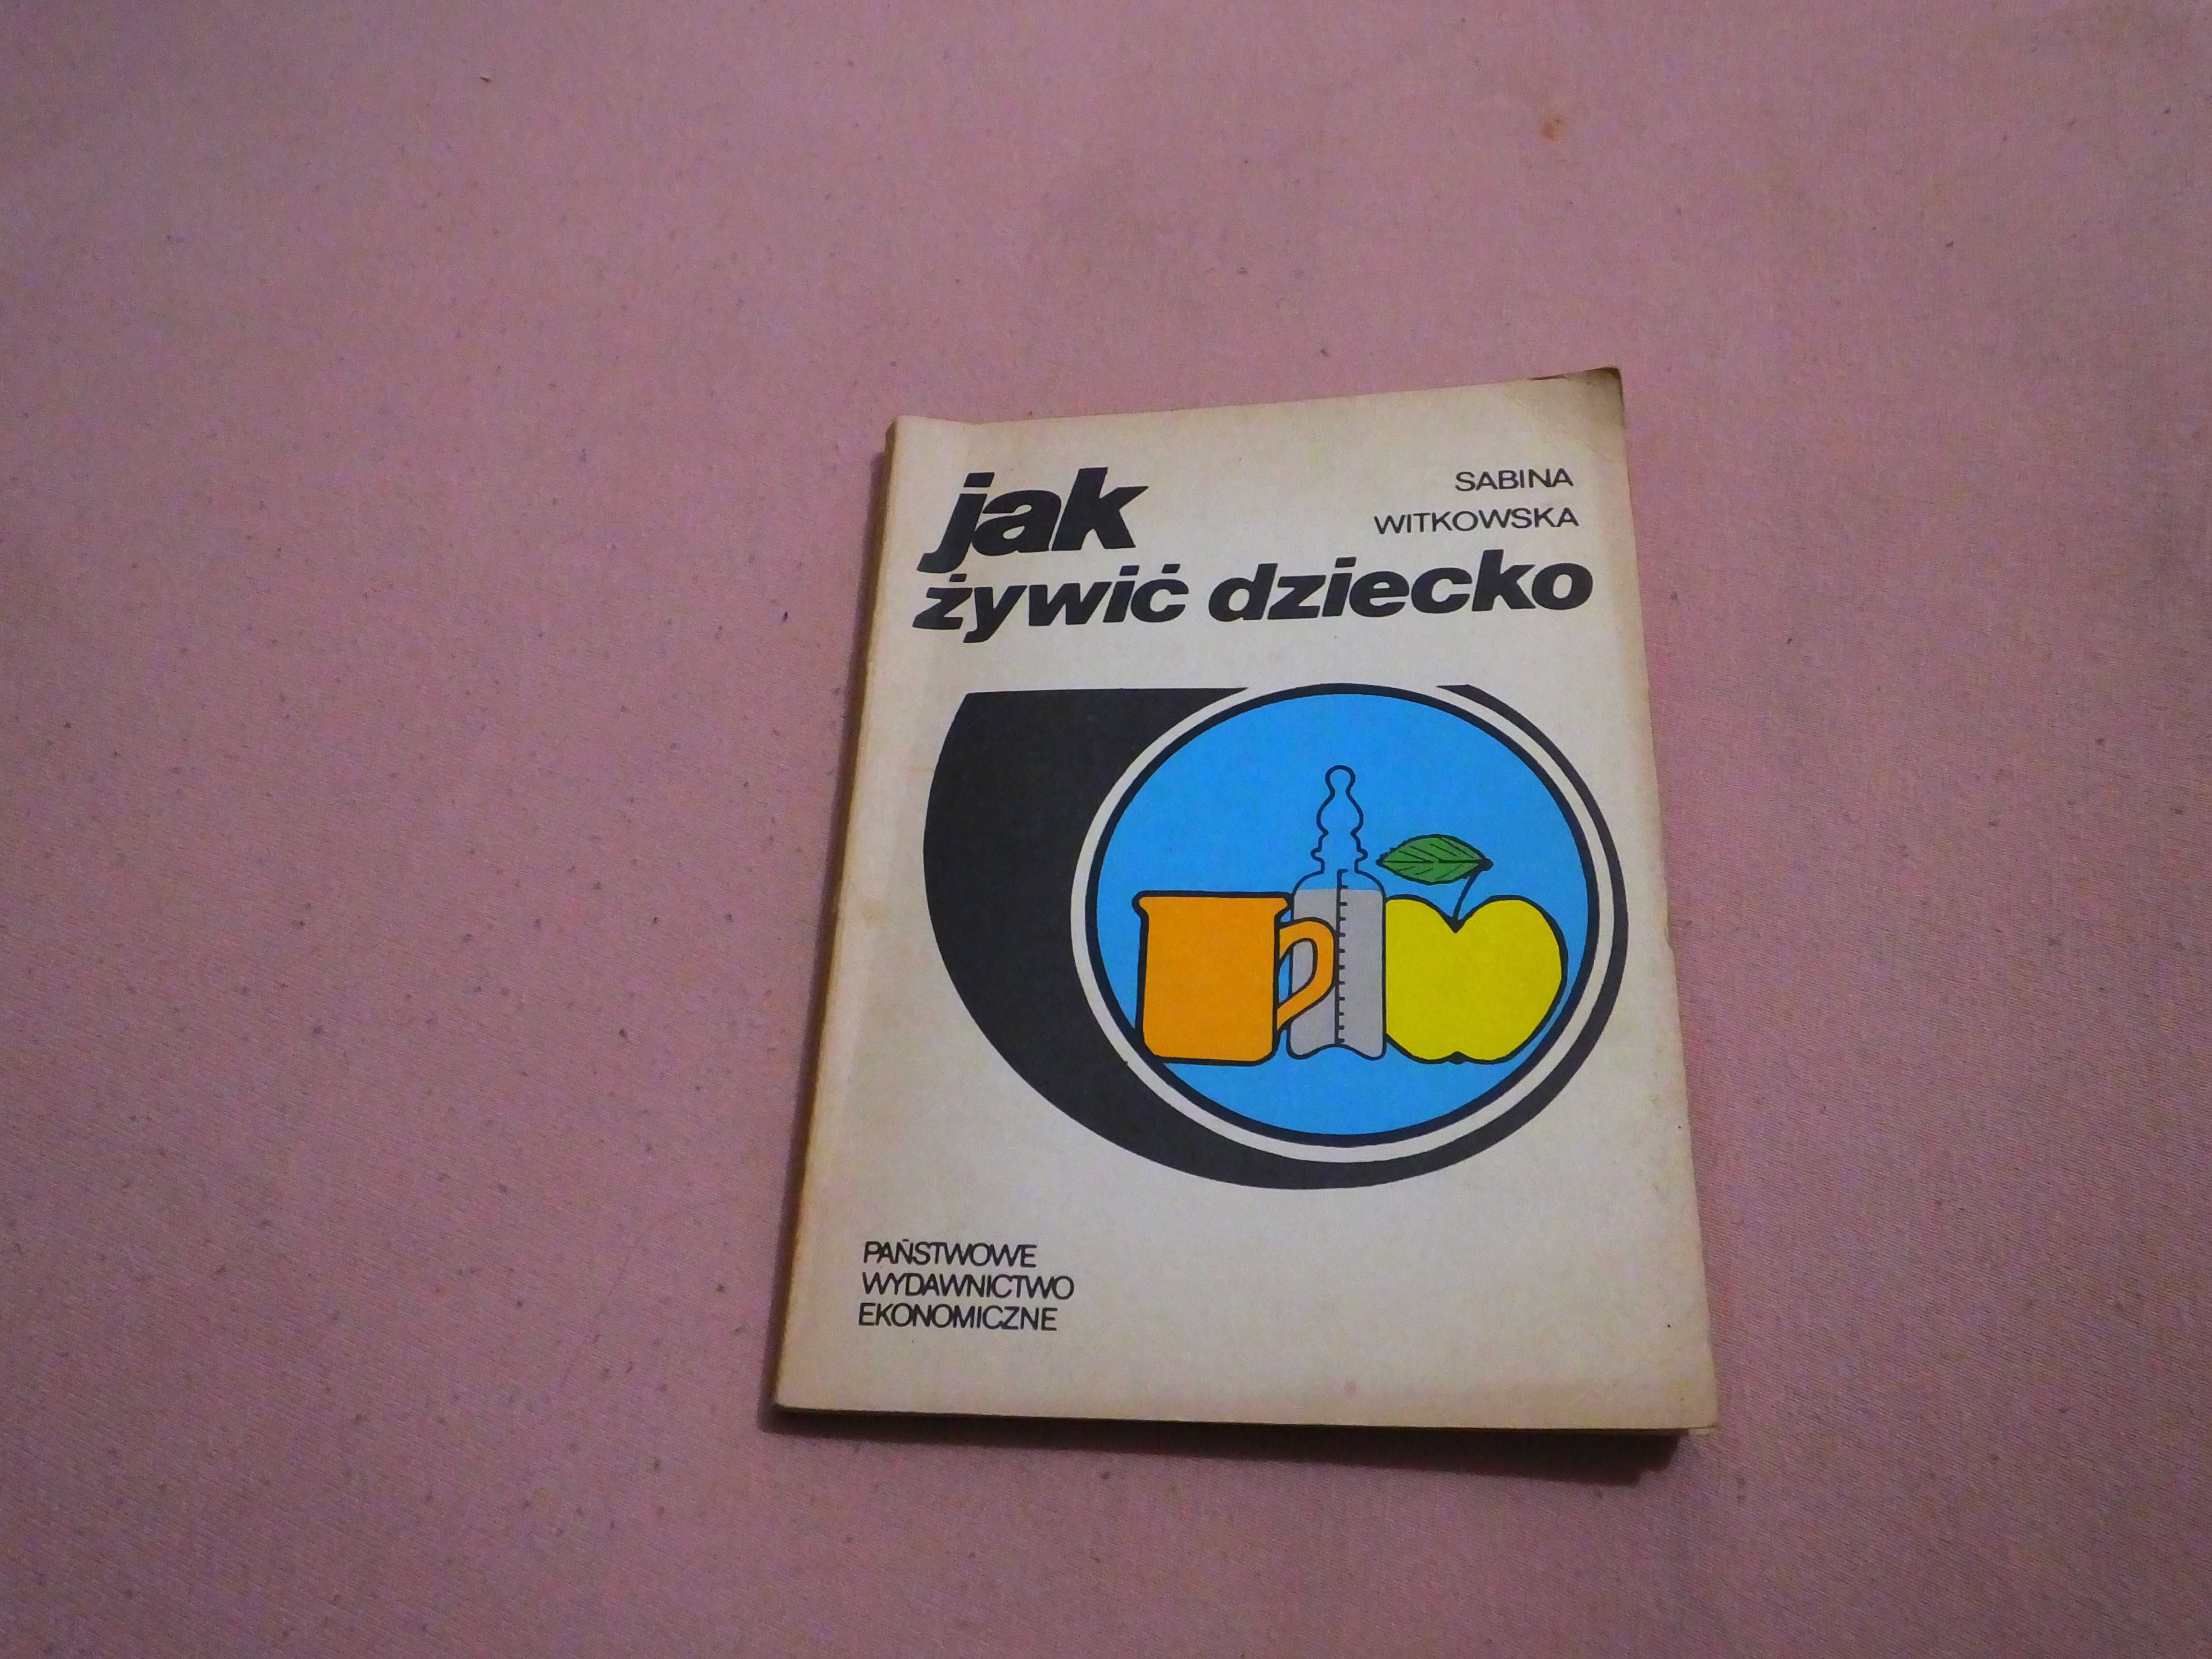 jak
SABINA
WITKOWSKA
żywić dziecko
PAŃSTWOWE
WYDAWNICTWO
EKONOMICZNE